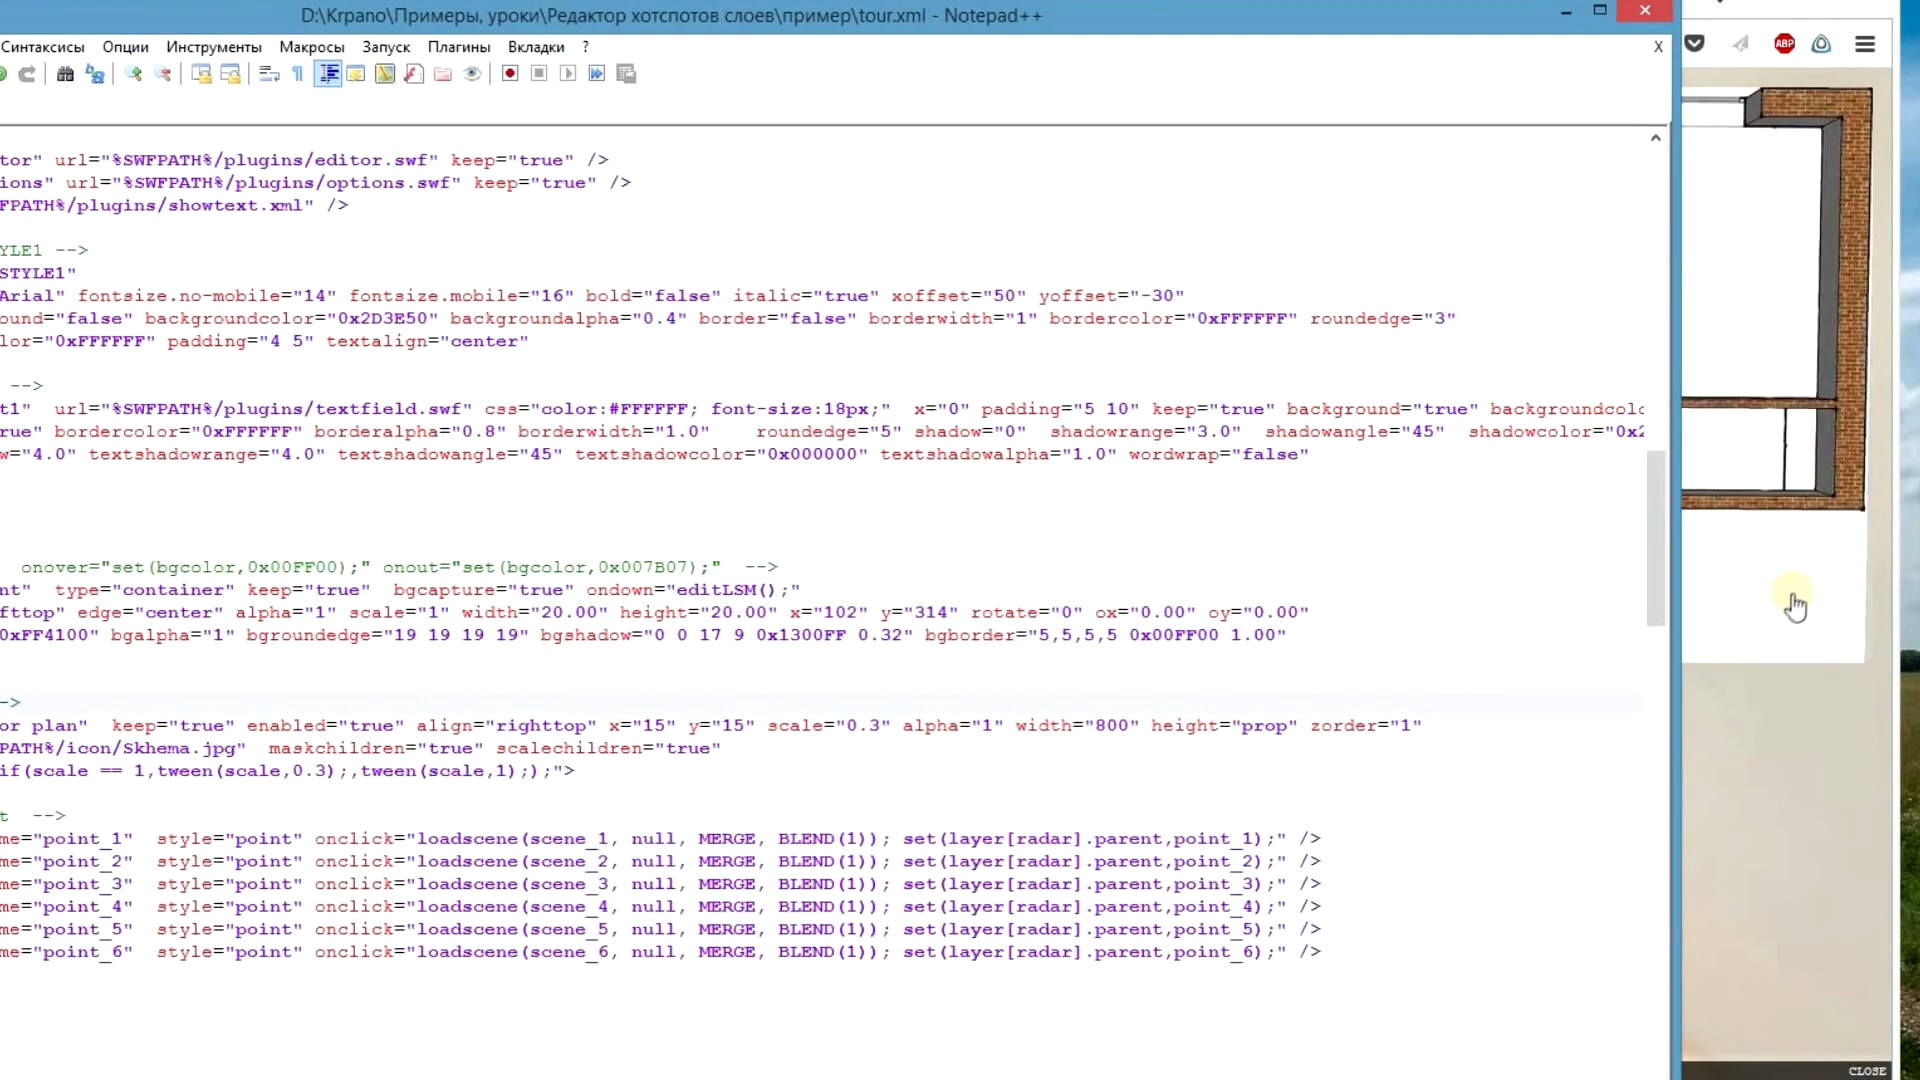 D:\Krpano\Примеры, уроки\Редактор хотспотов слоев\пример\tour.xml - Notepad++
Синтаксисы Опции Инструменты Макросы Запуск Плагины Вкладки ? X
ABP
tor" url="%SWFPATH%/plugins/editor.swf" keep="true" />
ions" url="%SWFPATH%/plugins/options.swf" keep="true" />
FPATH%/plugins/showtext.xml" />
YLE1 -->
STYLE1"
Arial" fontsize.no-mobile="14" fontsize.mobile="16" bold="false" italic="true" xoffset="50" yoffset="-30"
ound="false" backgroundcolor="0x2D3E50" backgroundalpha="0.4" border="false" borderwidth="1" bordercolor="0xFFFFFF" roundedge="3"
lor="0xFFFFFF" padding="4 5" textalign="center"
-->
t1" url="%SWFPATH%/plugins/textfield.swf" css="color:#FFFFFF; font-size:18px;" x="0" padding="5 10" keep="true" background="true" backgroundcolo
rue" bordercolor="0xFFFFFF" borderalpha="0.8" borderwidth="1.0" roundedge="5" shadow="0" shadowrange="3.0" shadowangle="45" shadowcolor="0x2
w="4.0" textshadowrange="4.0" textshadowangle="45" textshadowcolor="0x000000" textshadowalpha="1.0" wordwrap="false"
onover="set(bgcolor,0x00FF00);" onout="set(bgcolor,0x007B07);" -->
nt" type="container" keep="true" bgcapture="true" ondown="editLSM();"
fttop" edge="center" alpha="1" scale="1" width="20.00" height="20.00" x="102" y="314" rotate="0" ox="0.00" oy="0.00"
0xFF4100" bgalpha="1" bgroundedge="19 19 19 19" bgshadow="0 0 17 9 0x1300FF 0.32" bgborder="5,5,5,5 0x00FF00 1.00"
->
or plan" keep="true" enabled="true" align="righttop" x="15" y="15" scale="0.3" alpha="1" width="800" height="prop" zorder="1"
PATH%/icon/Skhema.jpg" maskchildren="true" scalechildren="true"
if(scale == 1,tween(scale,0.3);,tween(scale,1););">
t -->
me="point_1" style="point" onclick="loadscene(scene_1, null, MERGE, BLEND(1)); set(layer[radar].parent,point_1);" />
me="point_2" style="point" onclick="loadscene(scene_2, null, MERGE, BLEND(1)); set(layer[radar].parent,point_2);" />
me="point_3" style="point" onclick="loadscene(scene_3, null, MERGE, BLEND(1)); set(layer[radar].parent,point_3);" />
me="point_4" style="point" onclick="loadscene(scene_4, null, MERGE, BLEND(1)); set(layer[radar].parent,point_4);" />
me="point_5" style="point" onclick="loadscene(scene_5, null, MERGE, BLEND(1)); set(layer[radar].parent,point_5);" />
me="point_6" style="point" onclick="loadscene(scene_6, null, MERGE, BLEND(1)); set(layer[radar].parent,point_6);" />
CLOSE